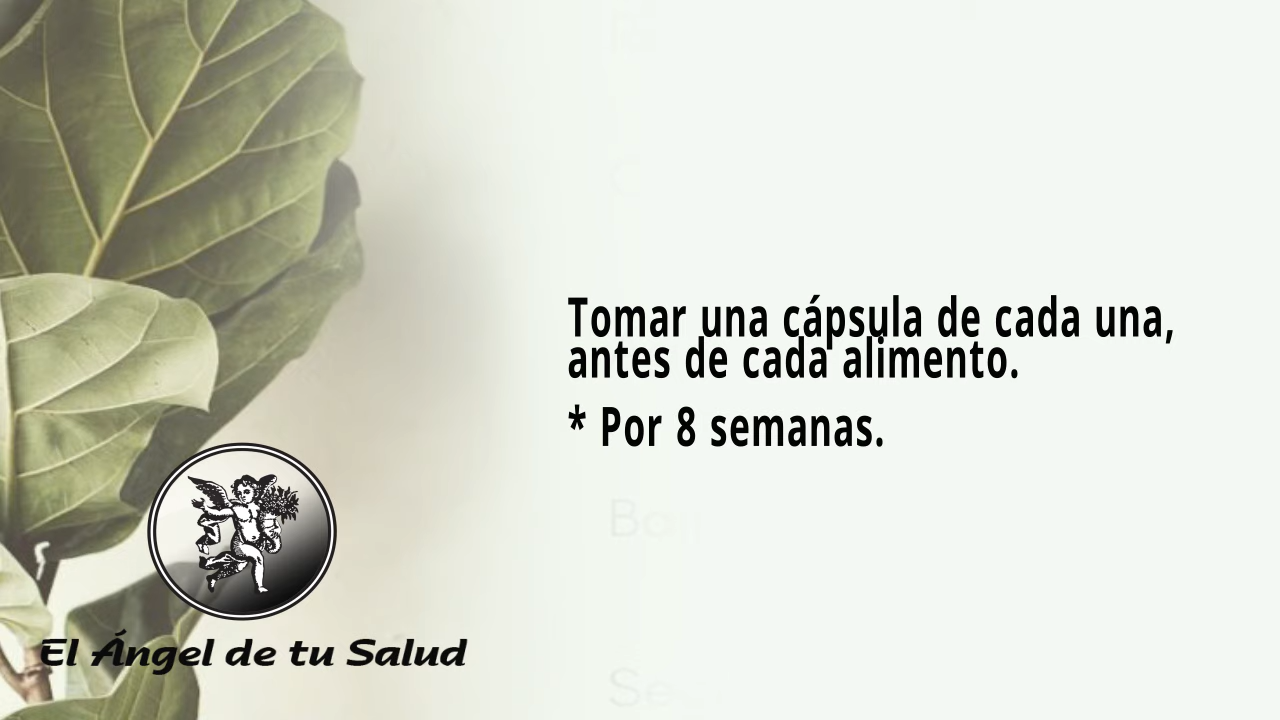 Tomar una cápsula de cada una,
antes de cada alimento.
* Por 8 semanas.
El Ángel de tu Salud